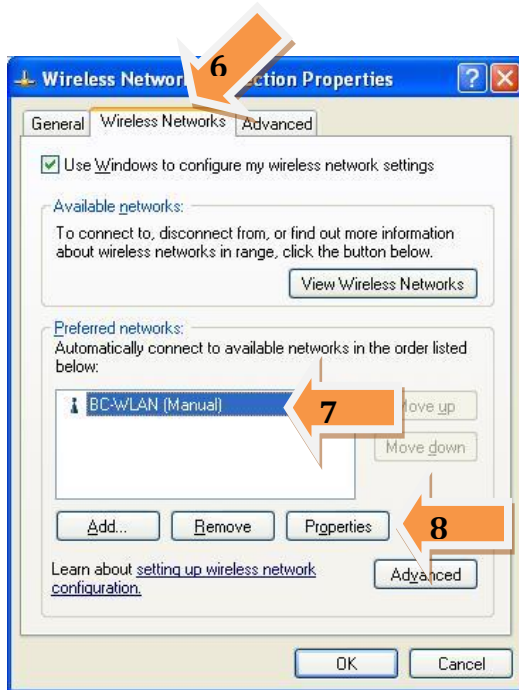 6
Wireless Networ ction Properties
General Wireless Networks Advanced
Use Windows to configure my wireless network settings
Available networks:
To connect to, disconnect from, or find out more information
about wireless networks in range, click the button below.
View Wireless Networks
Preferred networks:
Automatically connect to available networks in the order listed
below:
BC-WLAN (Manual)
7
Move up
Move down
Add... Remove Properties
8
Learn about setting up wireless network
configuration.
Advanced
OK Cancel